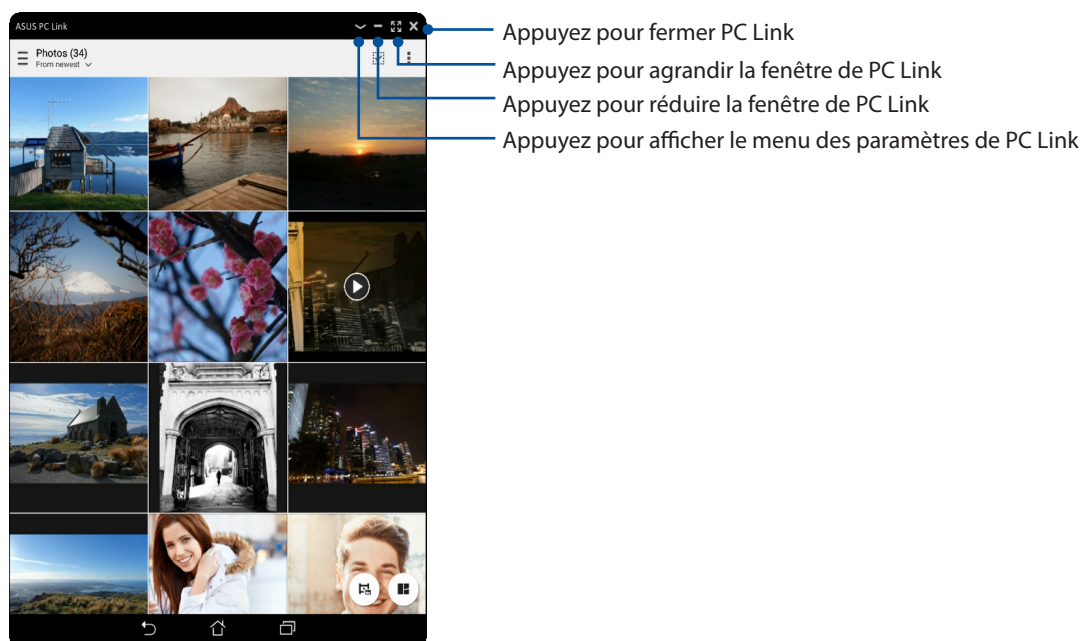 ASUS PC Link
Photos (34)
From newest
Appuyez pour fermer PC Link
Appuyez pour agrandir la fenêtre de PC Link
Appuyez pour réduire la fenêtre de PC Link
Appuyez pour afficher le menu des paramètres de PC Link